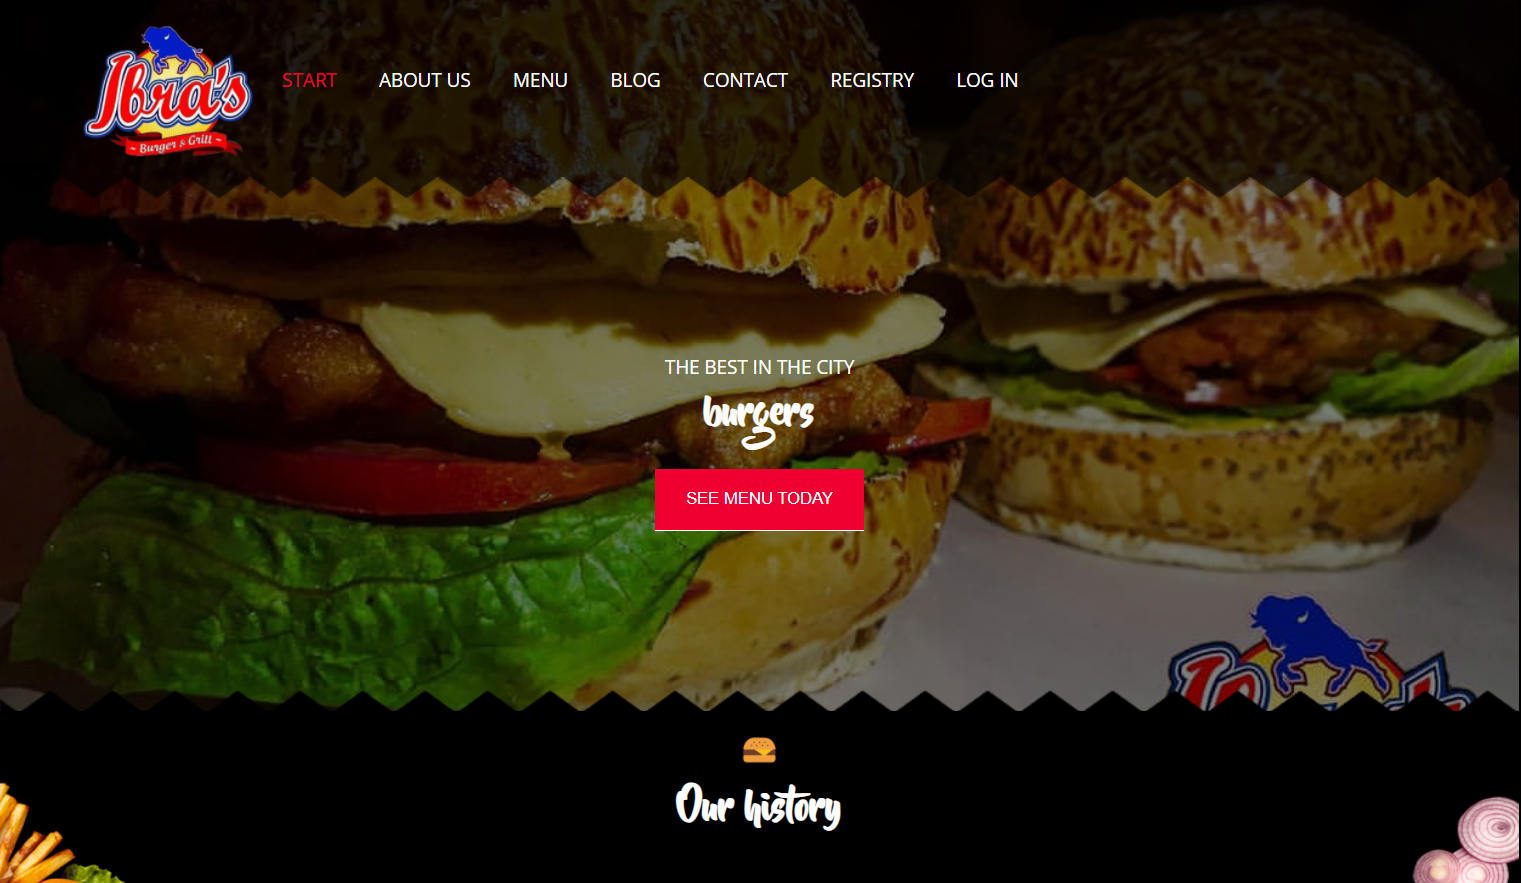 Ibra's
- Burger & Grill -
START ABOUT US MENU BLOG CONTACT REGISTRY LOG IN
THE BEST IN THE CITY
burgers
SEE MENU TODAY
Our history